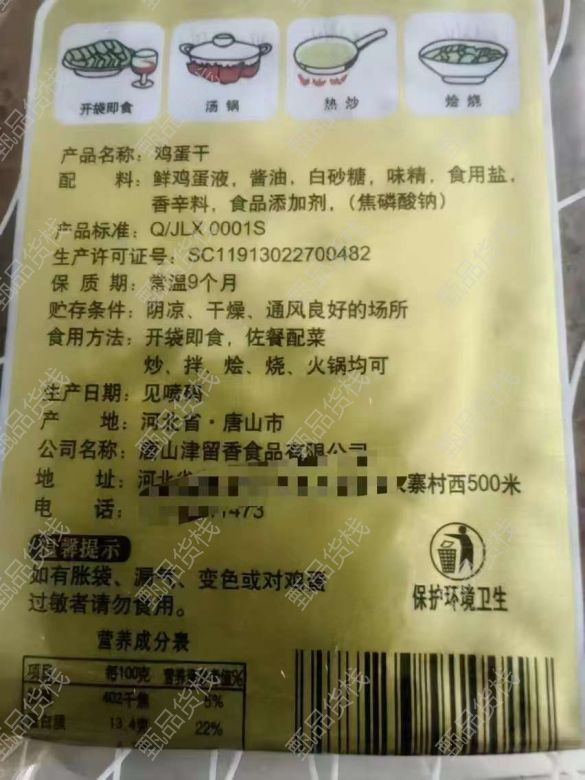 开袋即食 汤锅 热炒 烩烧
产品名称：鸡蛋干
配 料：鲜鸡蛋液，酱油，白砂糖，味精，食用盐，
香辛料，食品添加剂，（焦磷酸钠）
产品标准：Q/JLX 0001S
生产许可证号：SC11913022700482
保 质 期：常温9个月
贮存条件：阴凉、干燥、通风良好的场所
食用方法：开袋即食，佐餐配菜
炒、拌、烩、烧、火锅均可
生产日期：见喷码
产 地：河北省·唐山市
公司名称：唐山津留香食品有限公司
地 址：河北省 寨村西500米
电 话： 1473
温馨提示
如有胀袋、漏气、变色或对鸡蛋
过敏者请勿食用。
保护环境卫生
营养成分表
项目 每100克 营养素参考值%
402千焦 5%
蛋白质 13.4克 22%
甄品货栈